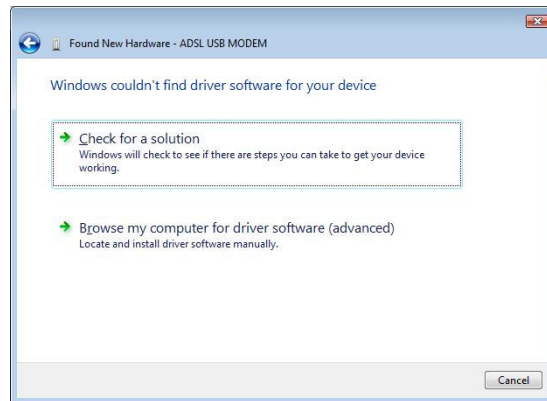 Found New Hardware - ADSL USB MODEM
Windows couldn't find driver software for your device
Check for a solution
Windows will check to see if there are steps you can take to get your device
working.
Browse my computer for driver software (advanced)
Locate and install driver software manually.
Cancel